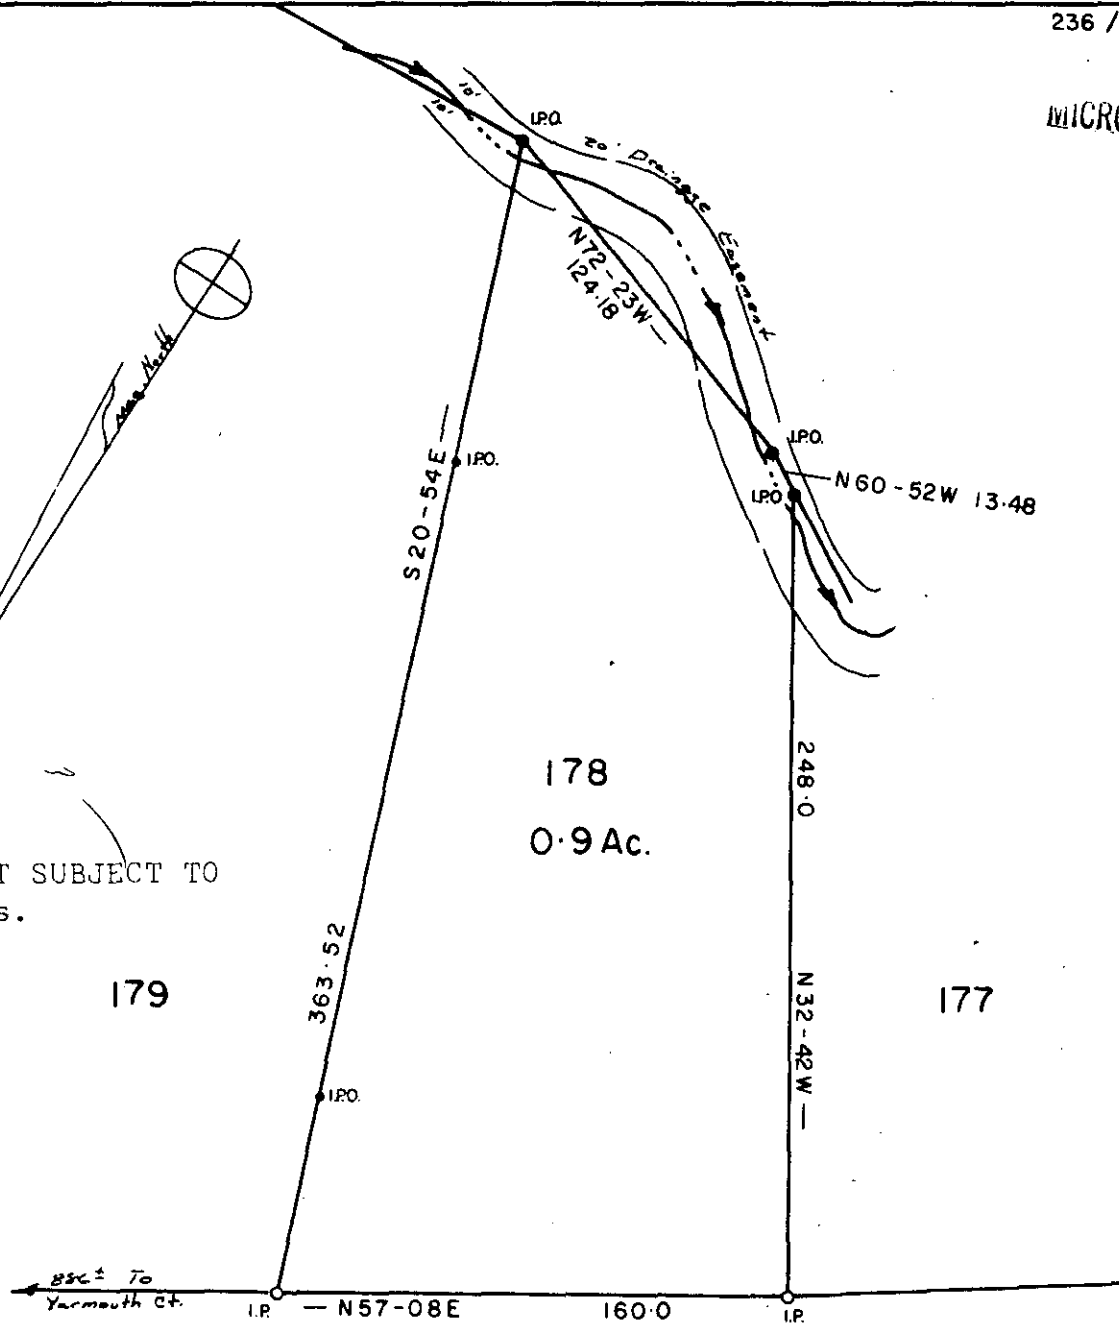 236 /
MICRO
10'
10'
I.P.O.
20' Drainage Easement
N72-23W —
124.18
Mag. North
I.P.O.
S20-54E —
I.P.O.
I.P.O.
N60-52W 13.48
248.0
178
0.9 Ac.
T SUBJECT TO
s.
363.52
179
N32-42W —
177
I.P.O.
To
Yarmouth Ct.
I.P.
— N57-08E
160.0
I.P.